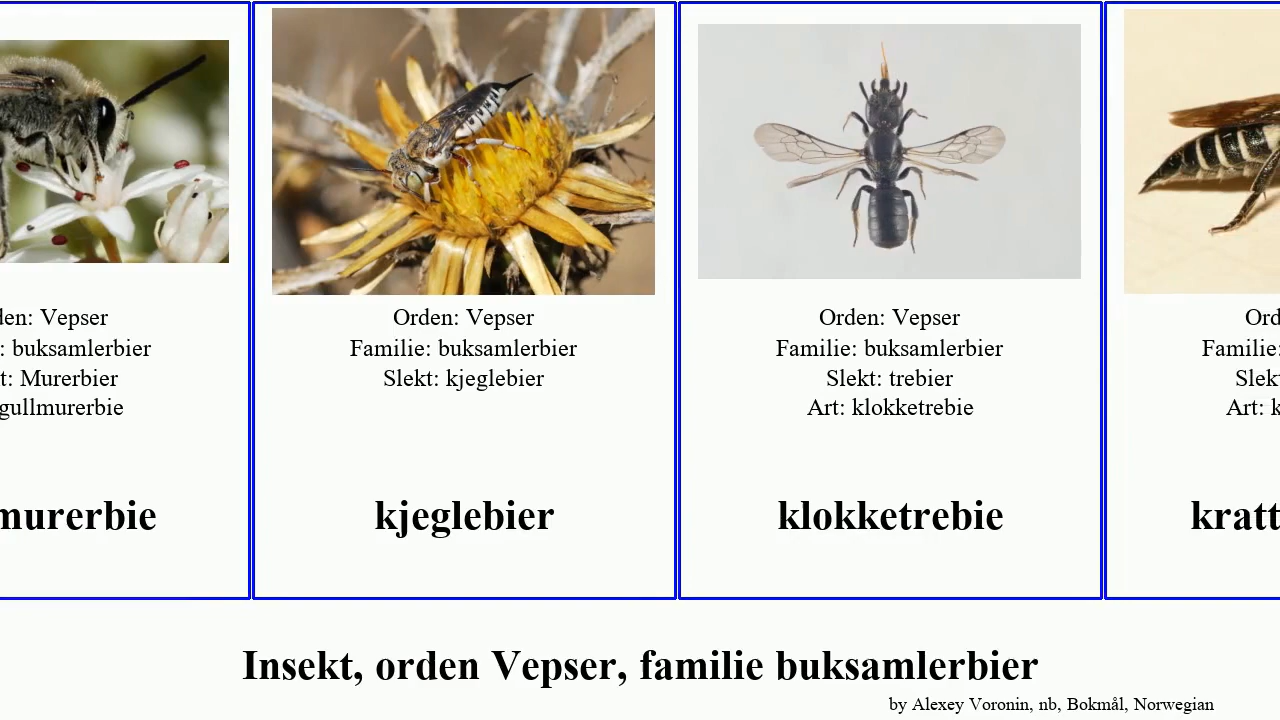 den: Vepser
: buksamlerbier
t: Murerbier
gullmurerbie
murerbie
Orden: Vepser
Familie: buksamlerbier
Slekt: kjeglebier
kjeglebier
Orden: Vepser
Familie: buksamlerbier
Slekt: trebier
Art: klokketrebie
klokketrebie
Ord
Familie:
Slek
Art: k
kratt
Insekt, orden Vepser, familie buksamlerbier
by Alexey Voronin, nb, Bokmål, Norwegian